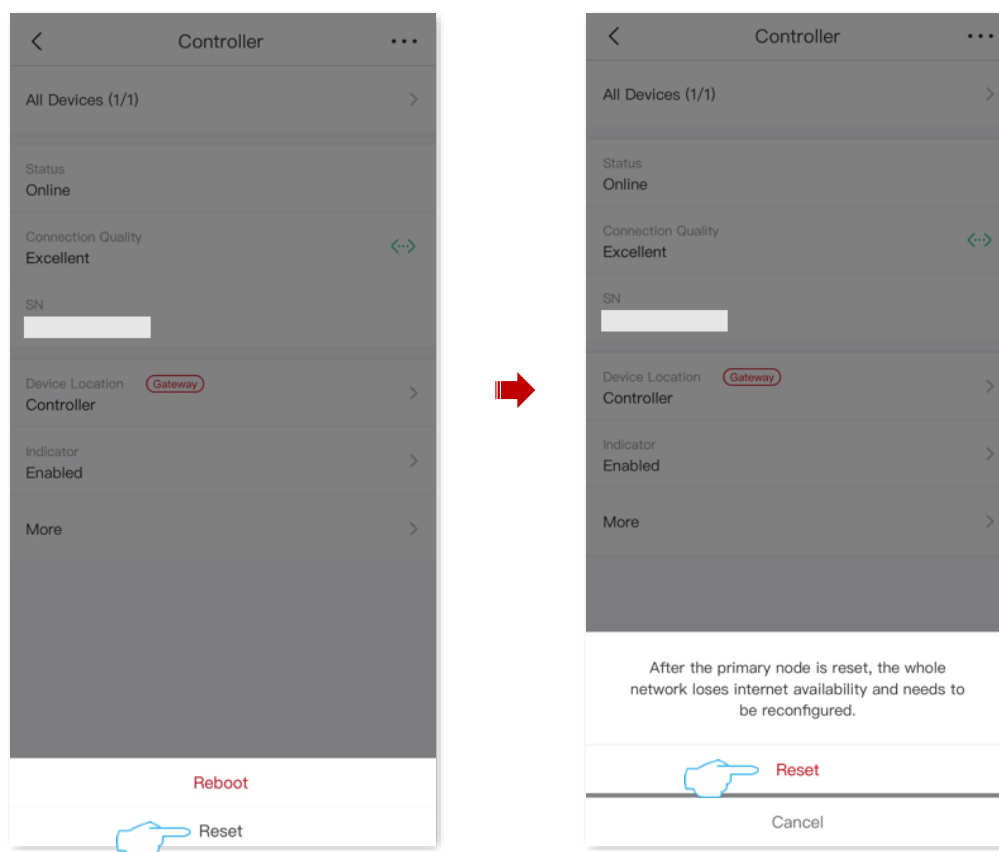 Controller
All Devices (1/1)
Status
Online
Connection Quality
Excellent
SN
Device Location Gateway
Controller
Indicator
Enabled
More
Reboot
Reset
Controller
All Devices (1/1)
Status
Online
Connection Quality
Excellent
SN
Device Location Gateway
Controller
Indicator
Enabled
More
After the primary node is reset, the whole
network loses internet availability and needs to
be reconfigured.
Reset
Cancel